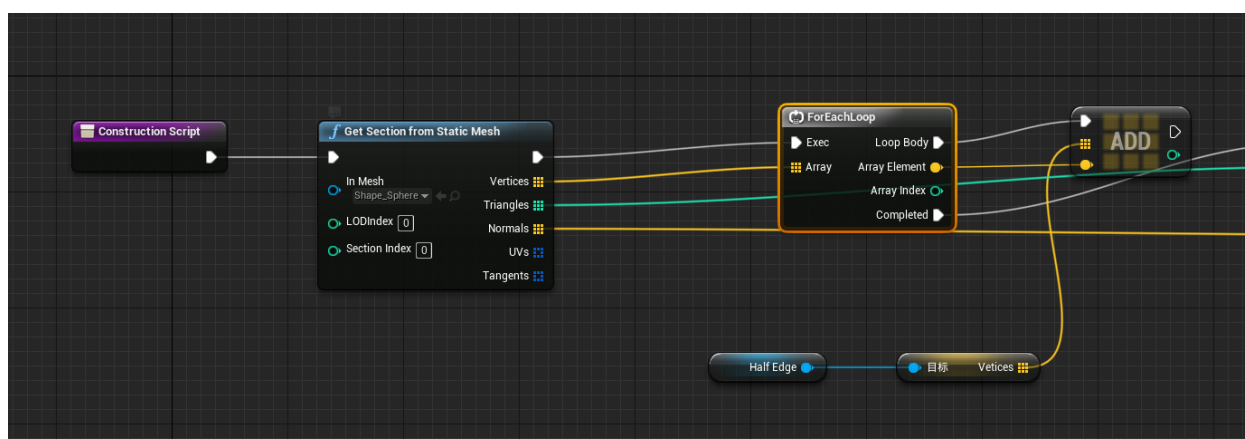 Construction Script
Get Section from Static Mesh
In Mesh
Shape_Sphere
LODIndex 0
Section Index 0
Vertices
Triangles
Normals
UVs
Tangents
ForEachLoop
Exec
Array
Loop Body
Array Element
Array Index
Completed
ADD
Half Edge
目标
Vetices